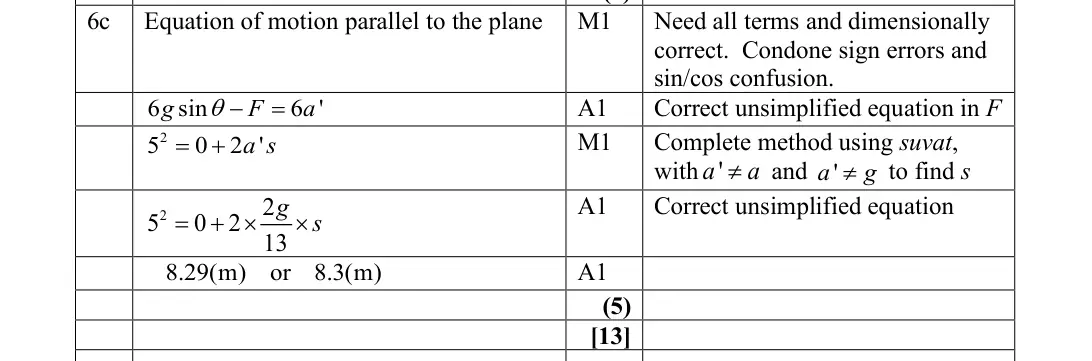 6c Equation of motion parallel to the plane M1 Need all terms and dimensionally
correct. Condone sign errors and
sin/cos confusion.
6g sin θ − F = 6a' A1 Correct unsimplified equation in F
5² = 0 + 2a's M1 Complete method using suvat,
with a' ≠ a and a' ≠ g to find s
5² = 0 + 2 × 2g/13 × s A1 Correct unsimplified equation
8.29(m) or 8.3(m) A1
(5)
[13]